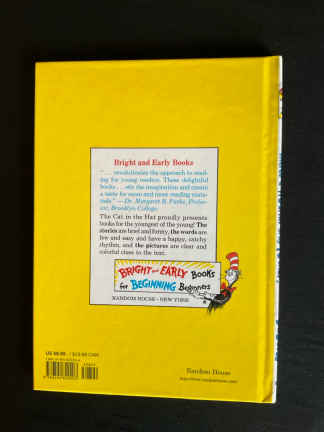 Bright and Early Books
". . . revolutionize the approach to read-
ing for young readers. These delightful
books . . . stir the imagination and create
a taste for more and more reading mate-
rials." — Dr. Margaret B. Parke, Profes-
sor, Brooklyn College.
The Cat in the Hat proudly presents
books for the youngest of the young! The
stories are brief and funny, the words are
few and easy and have a happy, catchy
rhythm, and the pictures are clear and
colorful clues to the text.
BRIGHT and EARLY Books
for BEGINNING Beginners
RANDOM HOUSE • NEW YORK
Random House